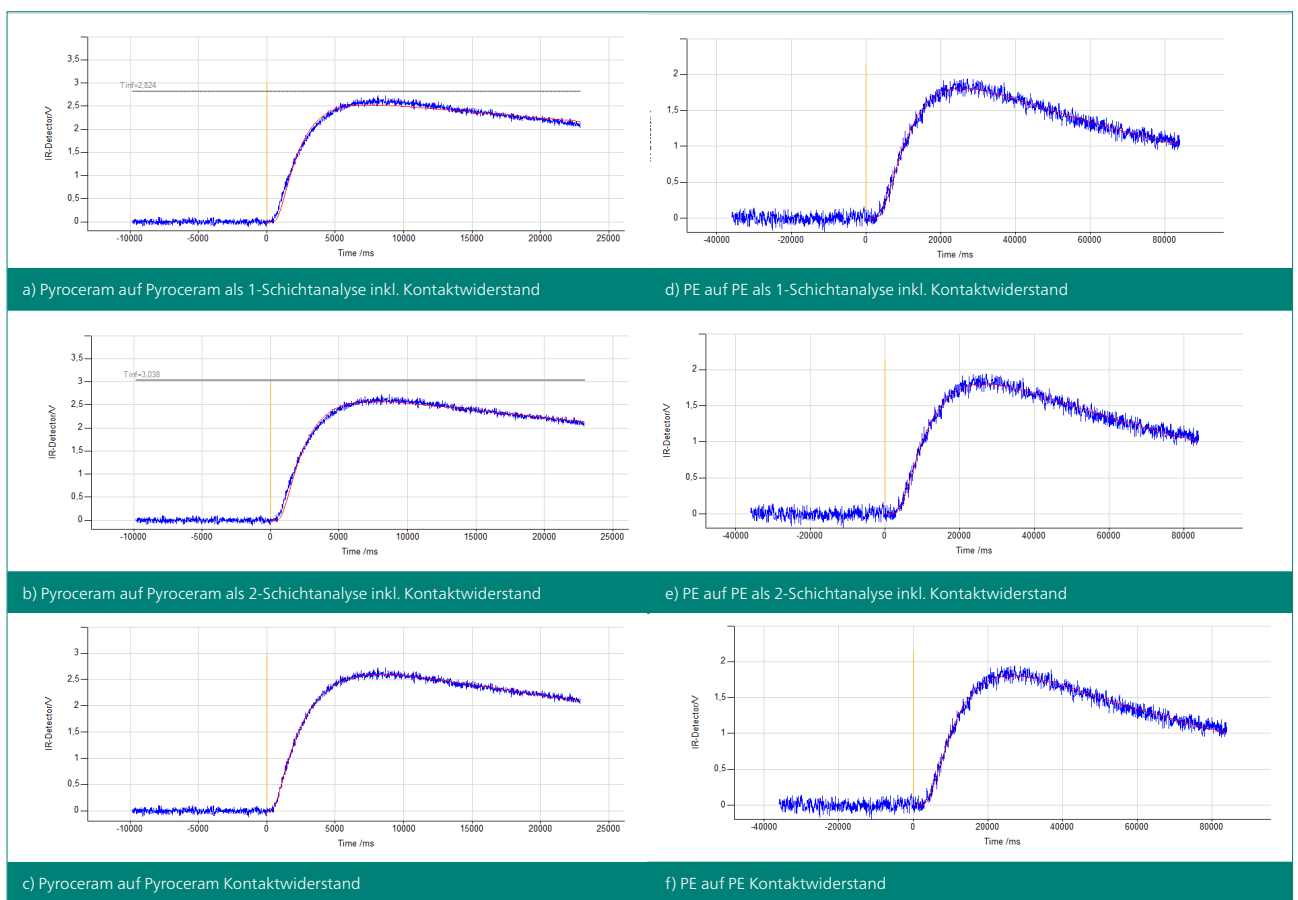 3,5
3
2,5
2
1,5
1
0,5
0
IR-Detector/V
Tinf=2,824
-10000 -5000 0 5000 10000 15000 20000 25000
Time /ms
a) Pyroceram auf Pyroceram als 1-Schichtanalyse inkl. Kontaktwiderstand
2
1,5
1
0,5
0
-40000 -20000 0 20000 40000 60000 80000
Time /ms
d) PE auf PE als 1-Schichtanalyse inkl. Kontaktwiderstand
3,5
3
2,5
2
1,5
1
0,5
0
IR-Detector/V
Tinf=3,038
-10000 -5000 0 5000 10000 15000 20000 25000
Time /ms
b) Pyroceram auf Pyroceram als 2-Schichtanalyse inkl. Kontaktwiderstand
2
1,5
1
0,5
0
IR-Detector/V
-40000 -20000 0 20000 40000 60000 80000
Time /ms
e) PE auf PE als 2-Schichtanalyse inkl. Kontaktwiderstand
3
2,5
2
1,5
1
0,5
0
IR-Detector/V
-10000 -5000 0 5000 10000 15000 20000 25000
Time /ms
c) Pyroceram auf Pyroceram Kontaktwiderstand
2
1,5
1
0,5
0
IR-Detector/V
-40000 -20000 0 20000 40000 60000 80000
Time /ms
f) PE auf PE Kontaktwiderstand